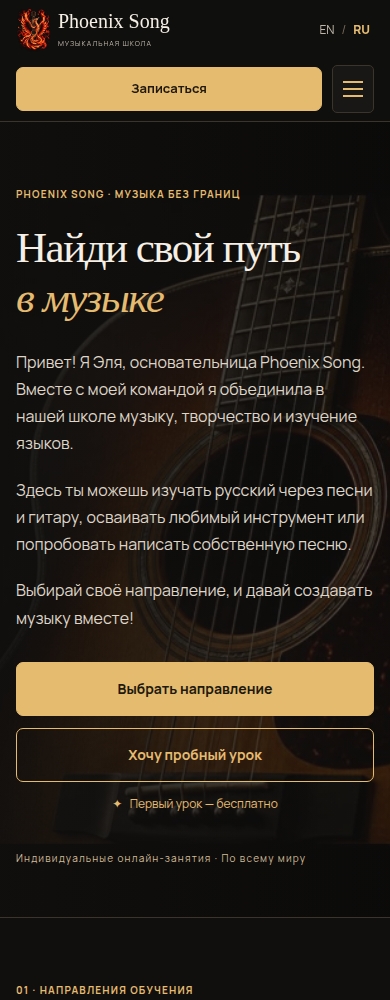 Phoenix Song
МУЗЫКАЛЬНАЯ ШКОЛА
EN / RU
Записаться
PHOENIX SONG · МУЗЫКА БЕЗ ГРАНИЦ
Найди свой путь
в музыке
Привет! Я Эля, основательница Phoenix Song.
Вместе с моей командой я объединила в
нашей школе музыку, творчество и изучение
языков.
Здесь ты можешь изучать русский через песни
и гитару, осваивать любимый инструмент или
попробовать написать собственную песню.
Выбирай своё направление, и давай создавать
музыку вместе!
Выбрать направление
Хочу пробный урок
✦ Первый урок — бесплатно
Индивидуальные онлайн-занятия · По всему миру
01 · НАПРАВЛЕНИЯ ОБУЧЕНИЯ